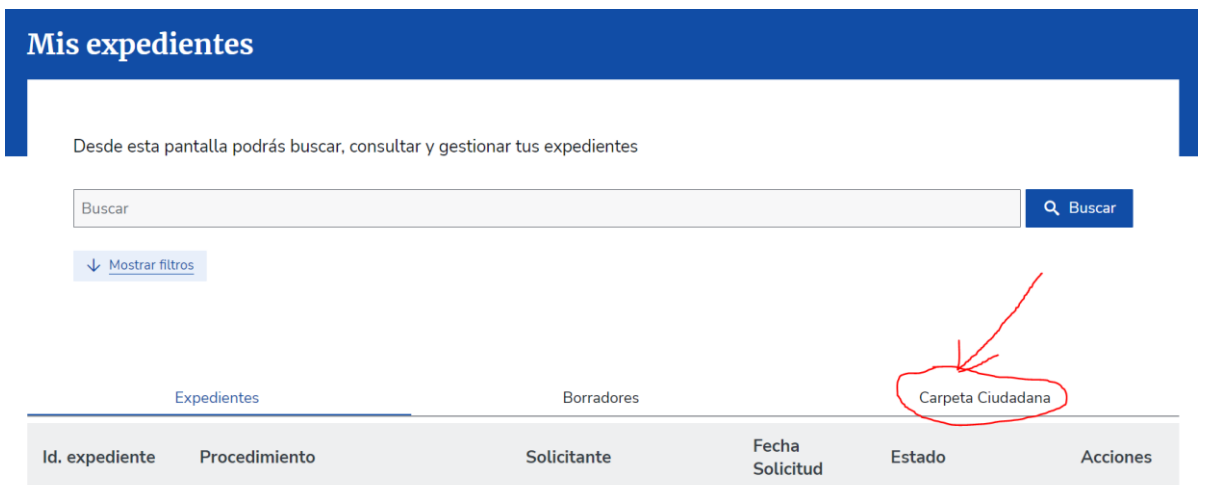 Mis expedientes
Desde esta pantalla podrás buscar, consultar y gestionar tus expedientes
Buscar
Buscar
Mostrar filtros
Expedientes Borradores Carpeta Ciudadana
Id. expediente Procedimiento Solicitante Fecha Solicitud Estado Acciones